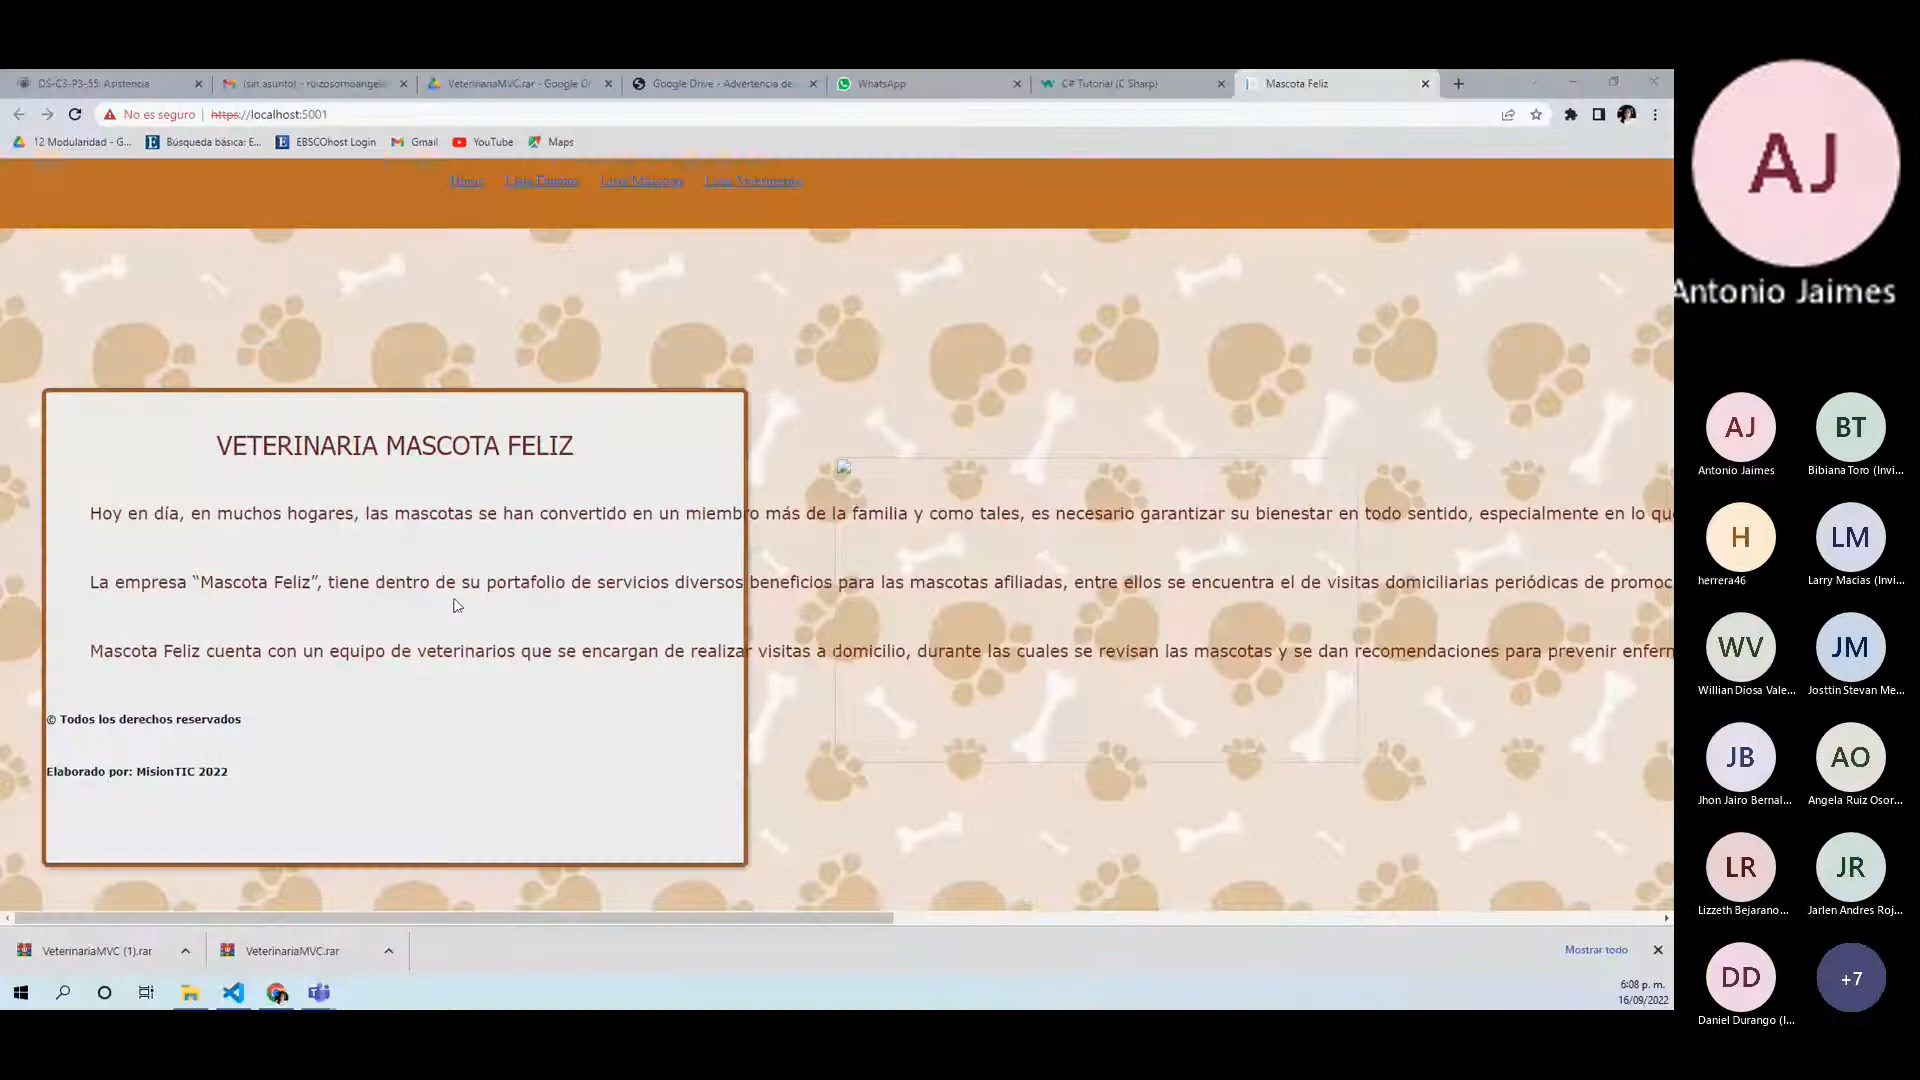 DS-C3-P3-55: Asistencia
(sin asunto) - ruizosornoangela
VeterinariaMVC.rar - Google Dr
Google Drive - Advertencia de
WhatsApp
C# Tutorial (C Sharp)
Mascota Feliz
No es seguro
https://localhost:5001
12 Modularidad - G...
Búsqueda básica: E...
EBSCOhost Login
Gmail
YouTube
Maps
Home
Lista Mascotas
VETERINARIA MASCOTA FELIZ
Hoy en día, en muchos hogares, las mascotas se han convertido en un miembro más de la familia y como tales, es necesario garantizar su bienestar en todo sentido, especialmente en lo que
La empresa “Mascota Feliz”, tiene dentro de su portafolio de servicios diversos beneficios para las mascotas afiliadas, entre ellos se encuentra el de visitas domiciliarias periódicas de promoc
Mascota Feliz cuenta con un equipo de veterinarios que se encargan de realizar visitas a domicilio, durante las cuales se revisan las mascotas y se dan recomendaciones para prevenir enferm
© Todos los derechos reservados
Elaborado por: MisionTIC 2022
VeterinariaMVC (1).rar
VeterinariaMVC.rar
Mostrar todo
6:08 p. m.
16/09/2022
AJ
Antonio Jaimes
AJ
Antonio Jaimes
BT
Bibiana Toro (Invi...
H
herrera46
LM
Larry Macias (Invi...
WV
Willian Diosa Vale...
JM
Josttin Stevan Me...
JB
Jhon Jairo Bernal...
AO
Angela Ruiz Osor...
LR
Lizzeth Bejarano...
JR
Jarlen Andres Roj...
DD
Daniel Durango (I...
+7